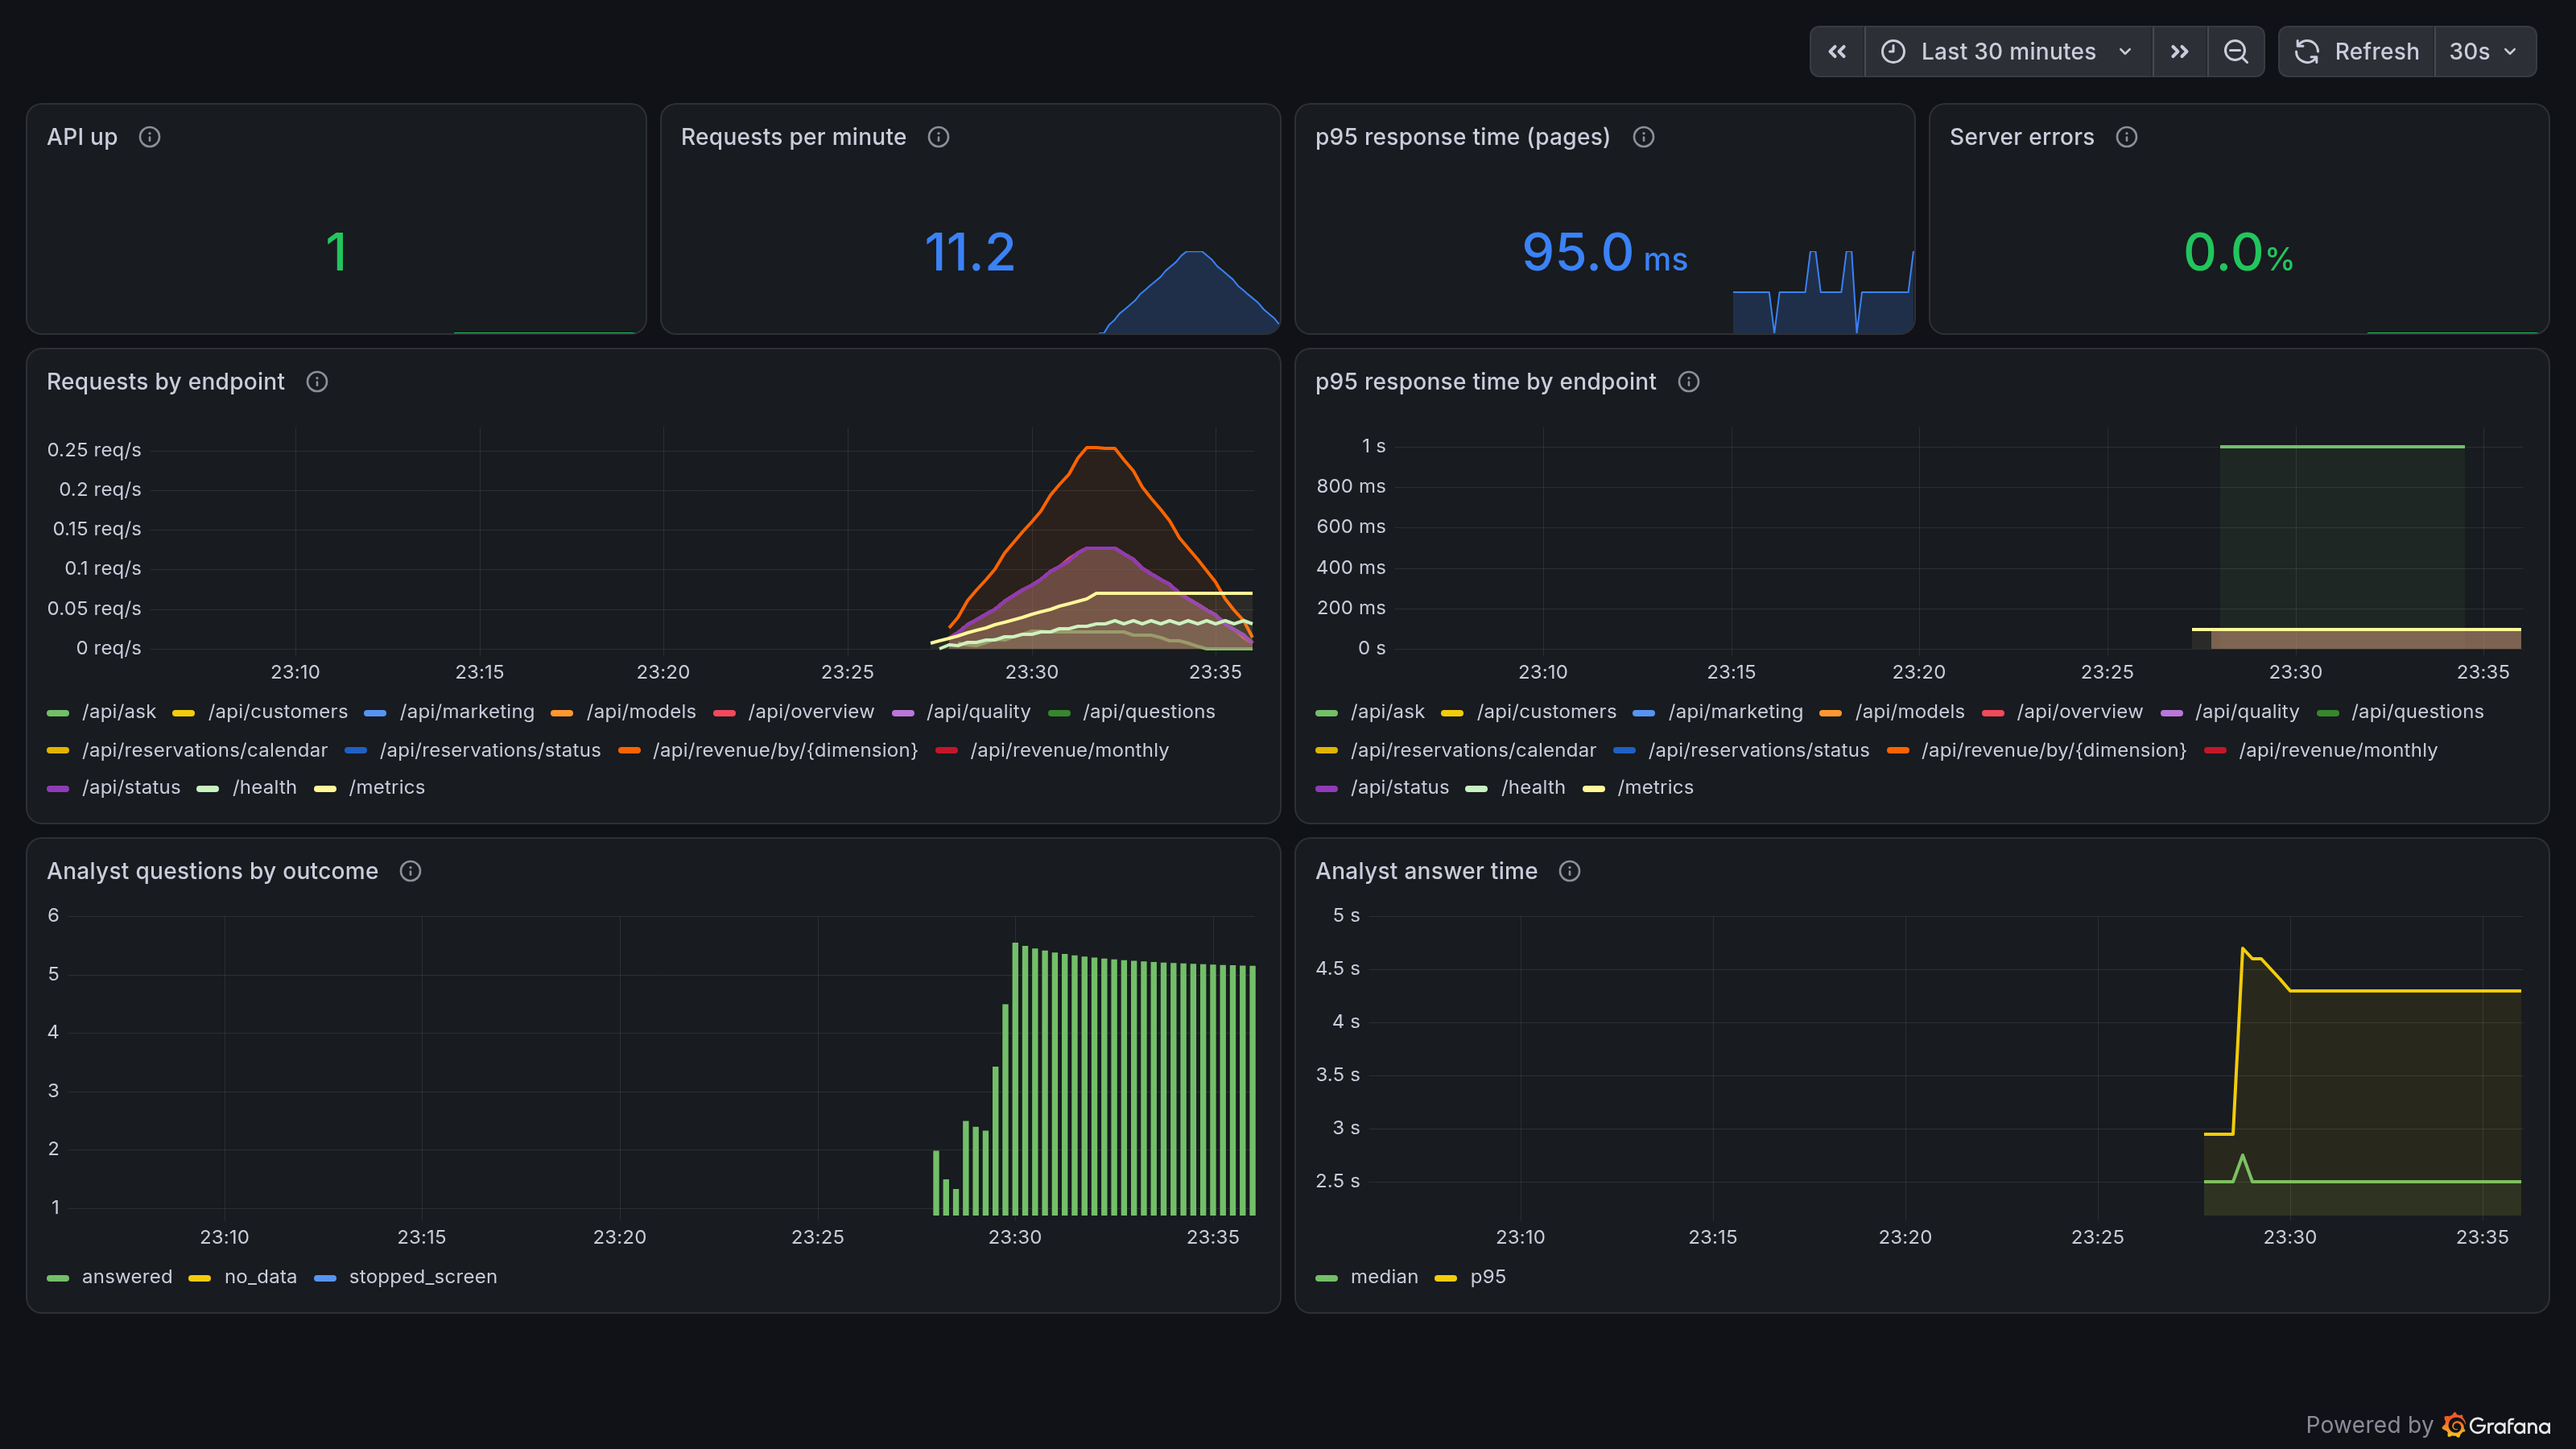 Last 30 minutes Refresh 30s
API up
1
Requests per minute
11.2
p95 response time (pages)
95.0 ms
Server errors
0.0%
Requests by endpoint
0.25 req/s
0.2 req/s
0.15 req/s
0.1 req/s
0.05 req/s
0 req/s
23:10 23:15 23:20 23:25 23:30 23:35
/api/ask /api/customers /api/marketing /api/models /api/overview /api/quality /api/questions
/api/reservations/calendar /api/reservations/status /api/revenue/by/{dimension} /api/revenue/monthly
/api/status /health /metrics
p95 response time by endpoint
1 s
800 ms
600 ms
400 ms
200 ms
0 s
23:10 23:15 23:20 23:25 23:30 23:35
/api/ask /api/customers /api/marketing /api/models /api/overview /api/quality /api/questions
/api/reservations/calendar /api/reservations/status /api/revenue/by/{dimension} /api/revenue/monthly
/api/status /health /metrics
Analyst questions by outcome
6
5
4
3
2
1
23:10 23:15 23:20 23:25 23:30 23:35
answered no_data stopped_screen
Analyst answer time
5 s
4.5 s
4 s
3.5 s
3 s
2.5 s
23:10 23:15 23:20 23:25 23:30 23:35
median p95
Powered by Grafana